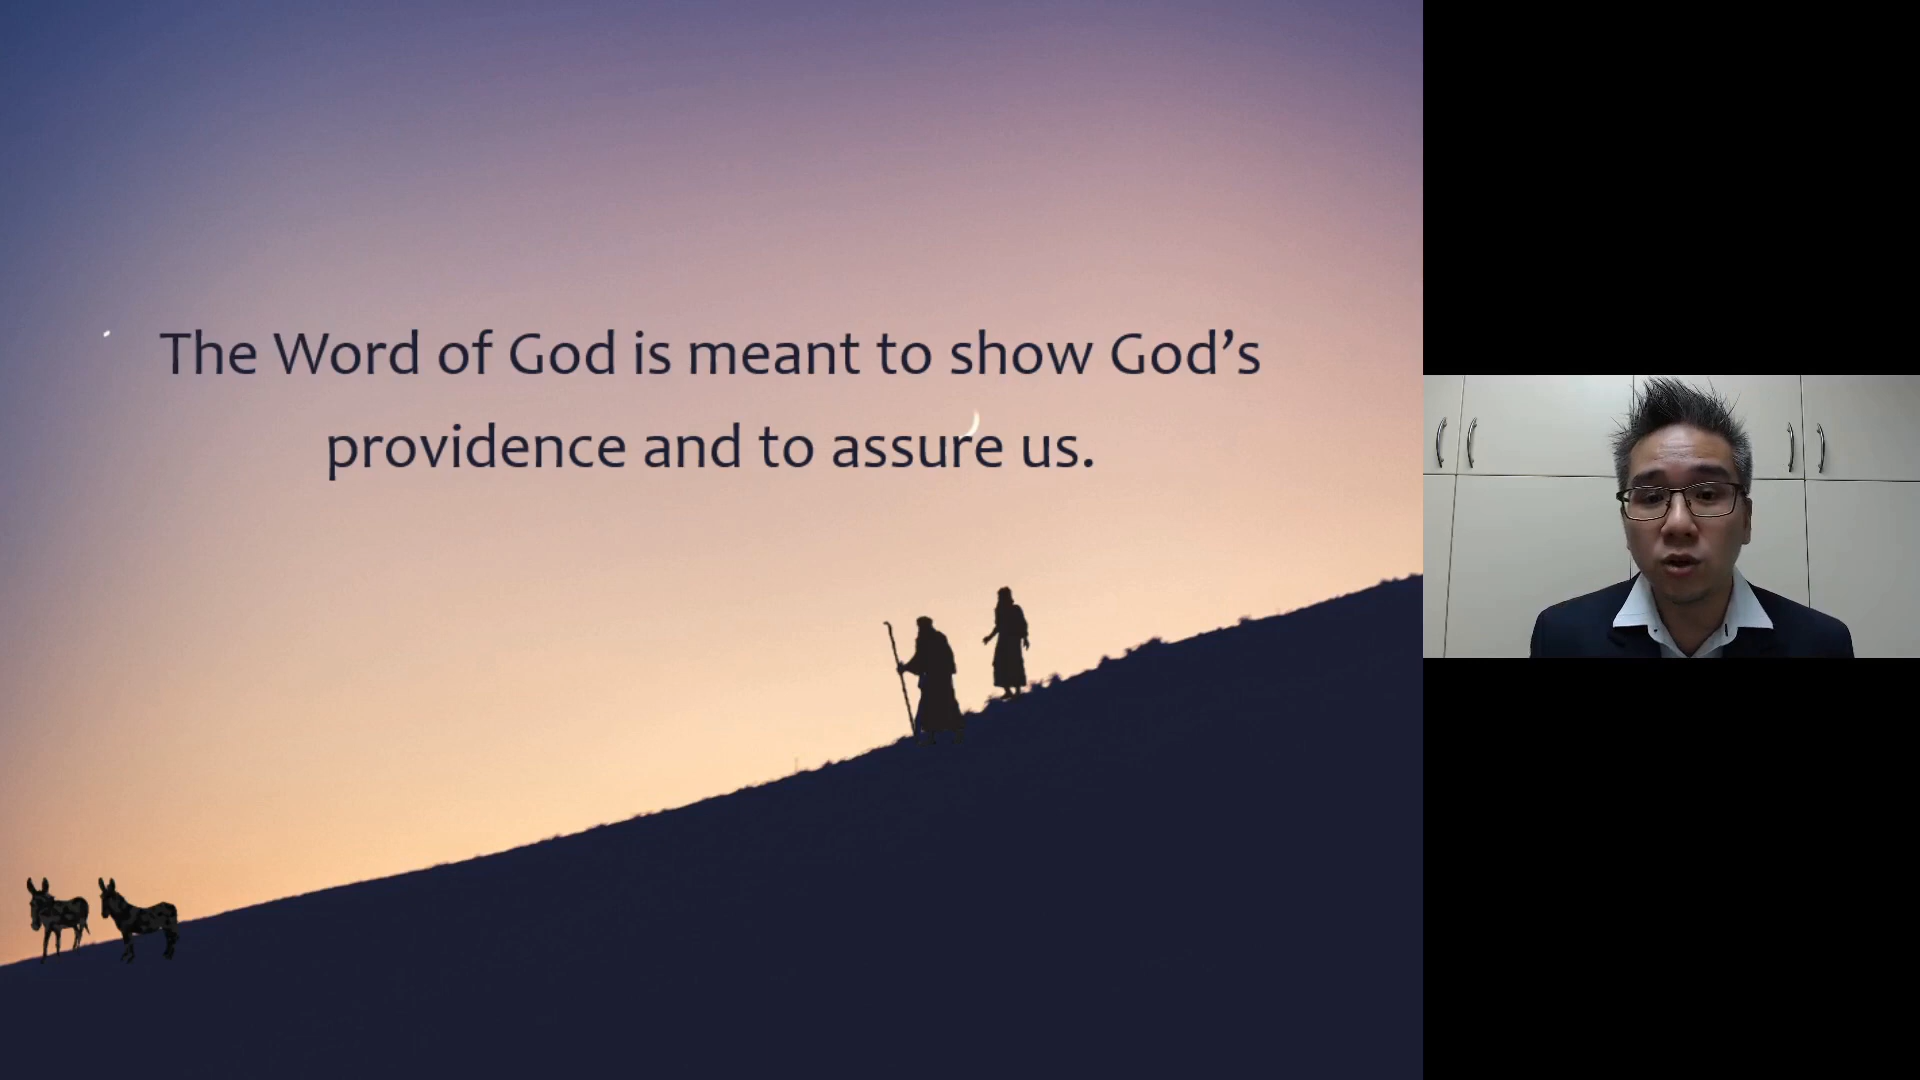 The Word of God is meant to show God’s
providence and to assure us.